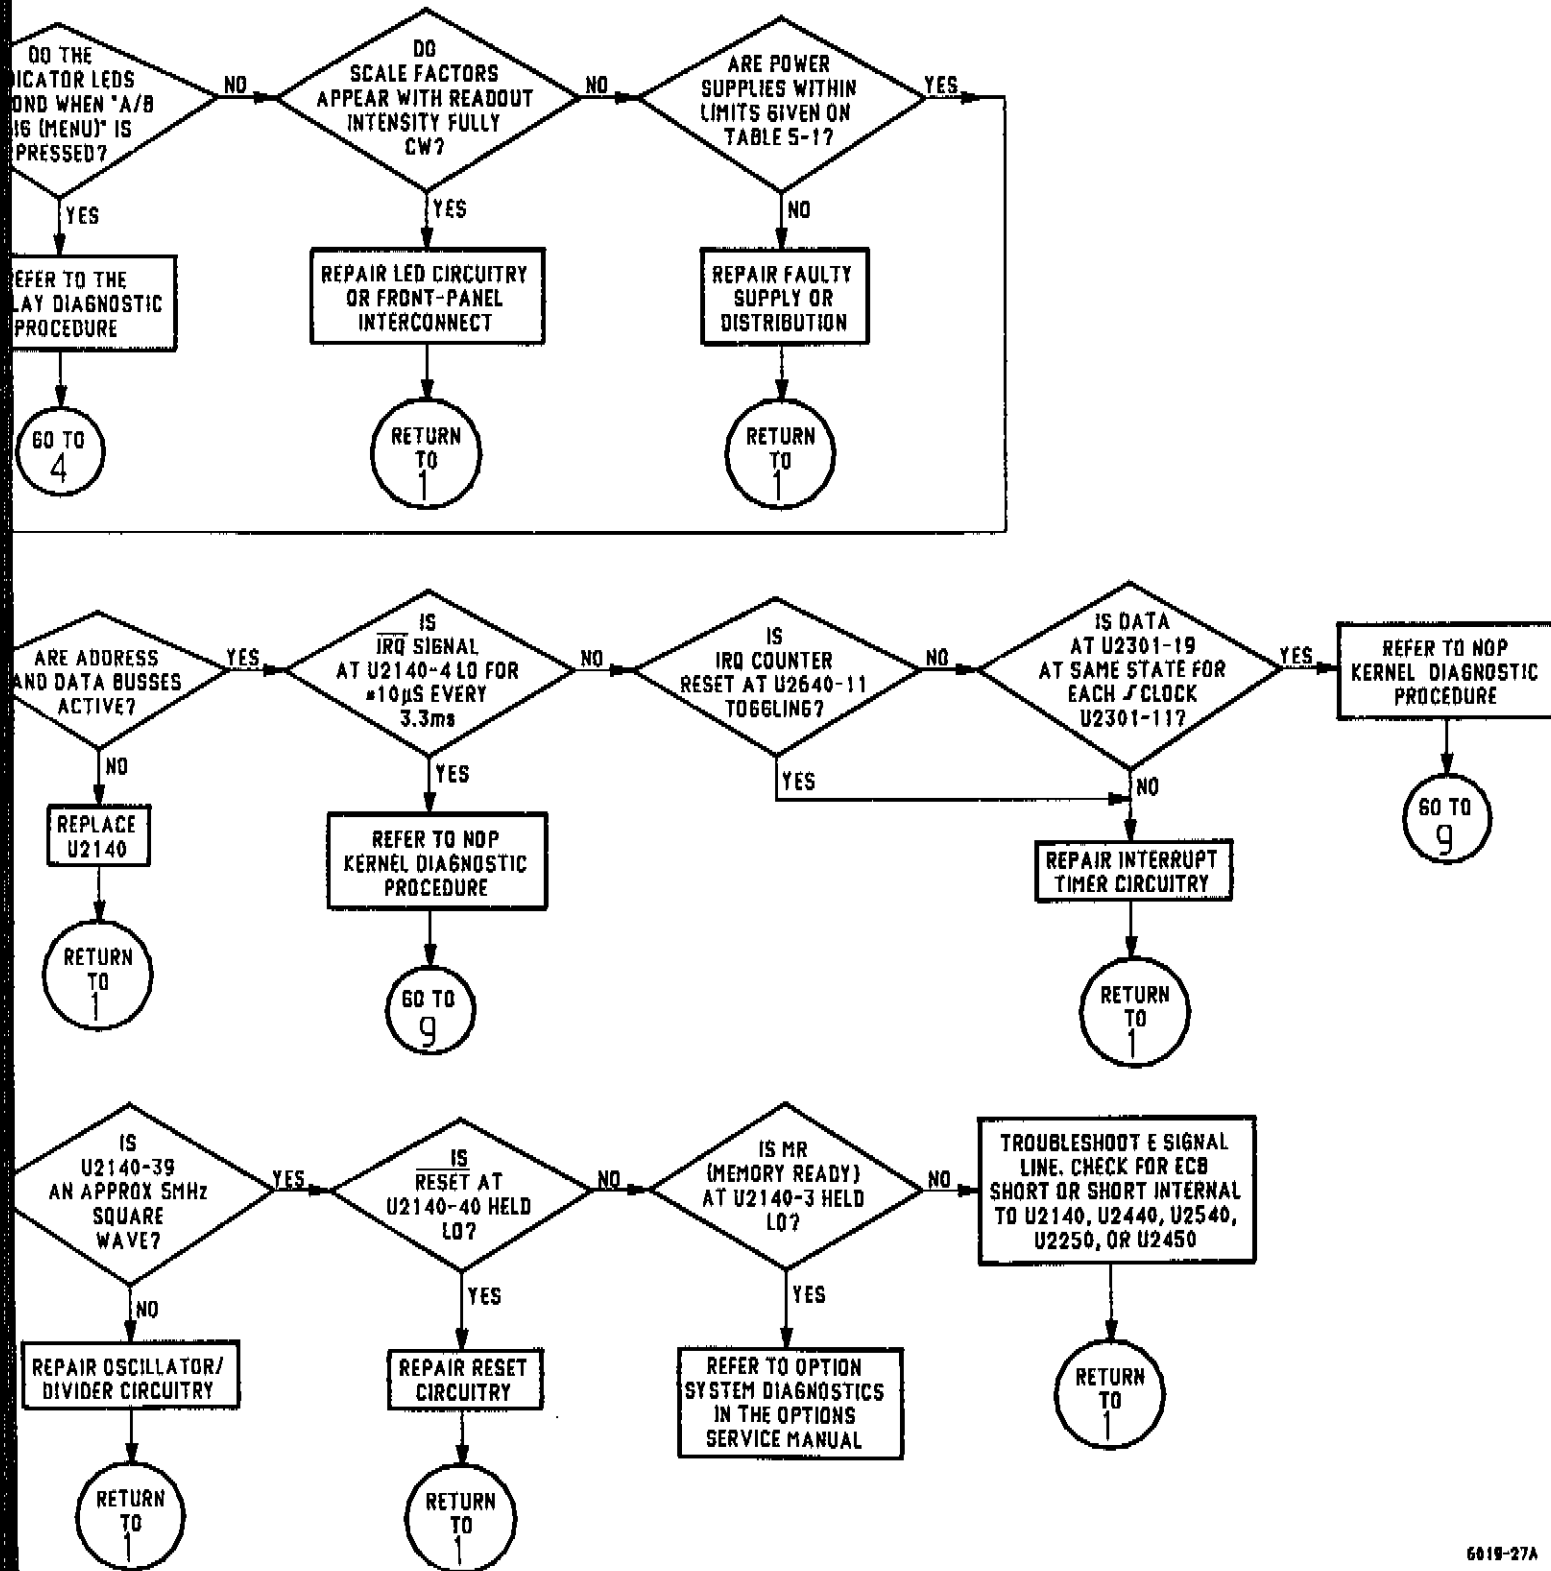 DO THE
ICATOR LEDS
OND WHEN "A/B
IG (MENU)" IS
PRESSED?
NO
YES
EFER TO THE
LAY DIAGNOSTIC
PROCEDURE
GO TO
4
DO
SCALE FACTORS
APPEAR WITH READOUT
INTENSITY FULLY
CW?
NO
YES
REPAIR LED CIRCUITRY
OR FRONT-PANEL
INTERCONNECT
RETURN
TO
1
ARE POWER
SUPPLIES WITHIN
LIMITS GIVEN ON
TABLE 5-1?
YES
NO
REPAIR FAULTY
SUPPLY OR
DISTRIBUTION
RETURN
TO
1
ARE ADDRESS
AND DATA BUSSES
ACTIVE?
YES
NO
REPLACE
U2140
RETURN
TO
1
IS
IRQ SIGNAL
AT U2140-4 LO FOR
≈10µS EVERY
3.3ms
NO
YES
REFER TO NOP
KERNEL DIAGNOSTIC
PROCEDURE
GO TO
9
IS
IRQ COUNTER
RESET AT U2640-11
TOGGLING?
NO
YES
IS DATA
AT U2301-19
AT SAME STATE FOR
EACH ∫ CLOCK
U2301-11?
YES
NO
REPAIR INTERRUPT
TIMER CIRCUITRY
RETURN
TO
1
REFER TO NOP
KERNEL DIAGNOSTIC
PROCEDURE
GO TO
9
IS
U2140-39
AN APPROX 5MHz
SQUARE
WAVE?
YES
NO
REPAIR OSCILLATOR/
DIVIDER CIRCUITRY
RETURN
TO
1
IS
RESET AT
U2140-40 HELD
LO?
NO
YES
REPAIR RESET
CIRCUITRY
RETURN
TO
1
IS MR
(MEMORY READY)
AT U2140-3 HELD
LO?
NO
YES
REFER TO OPTION
SYSTEM DIAGNOSTICS
IN THE OPTIONS
SERVICE MANUAL
TROUBLESHOOT E SIGNAL
LINE. CHECK FOR ECB
SHORT OR SHORT INTERNAL
TO U2140, U2440, U2540,
U2250, OR U2450
RETURN
TO
1
6019-27A